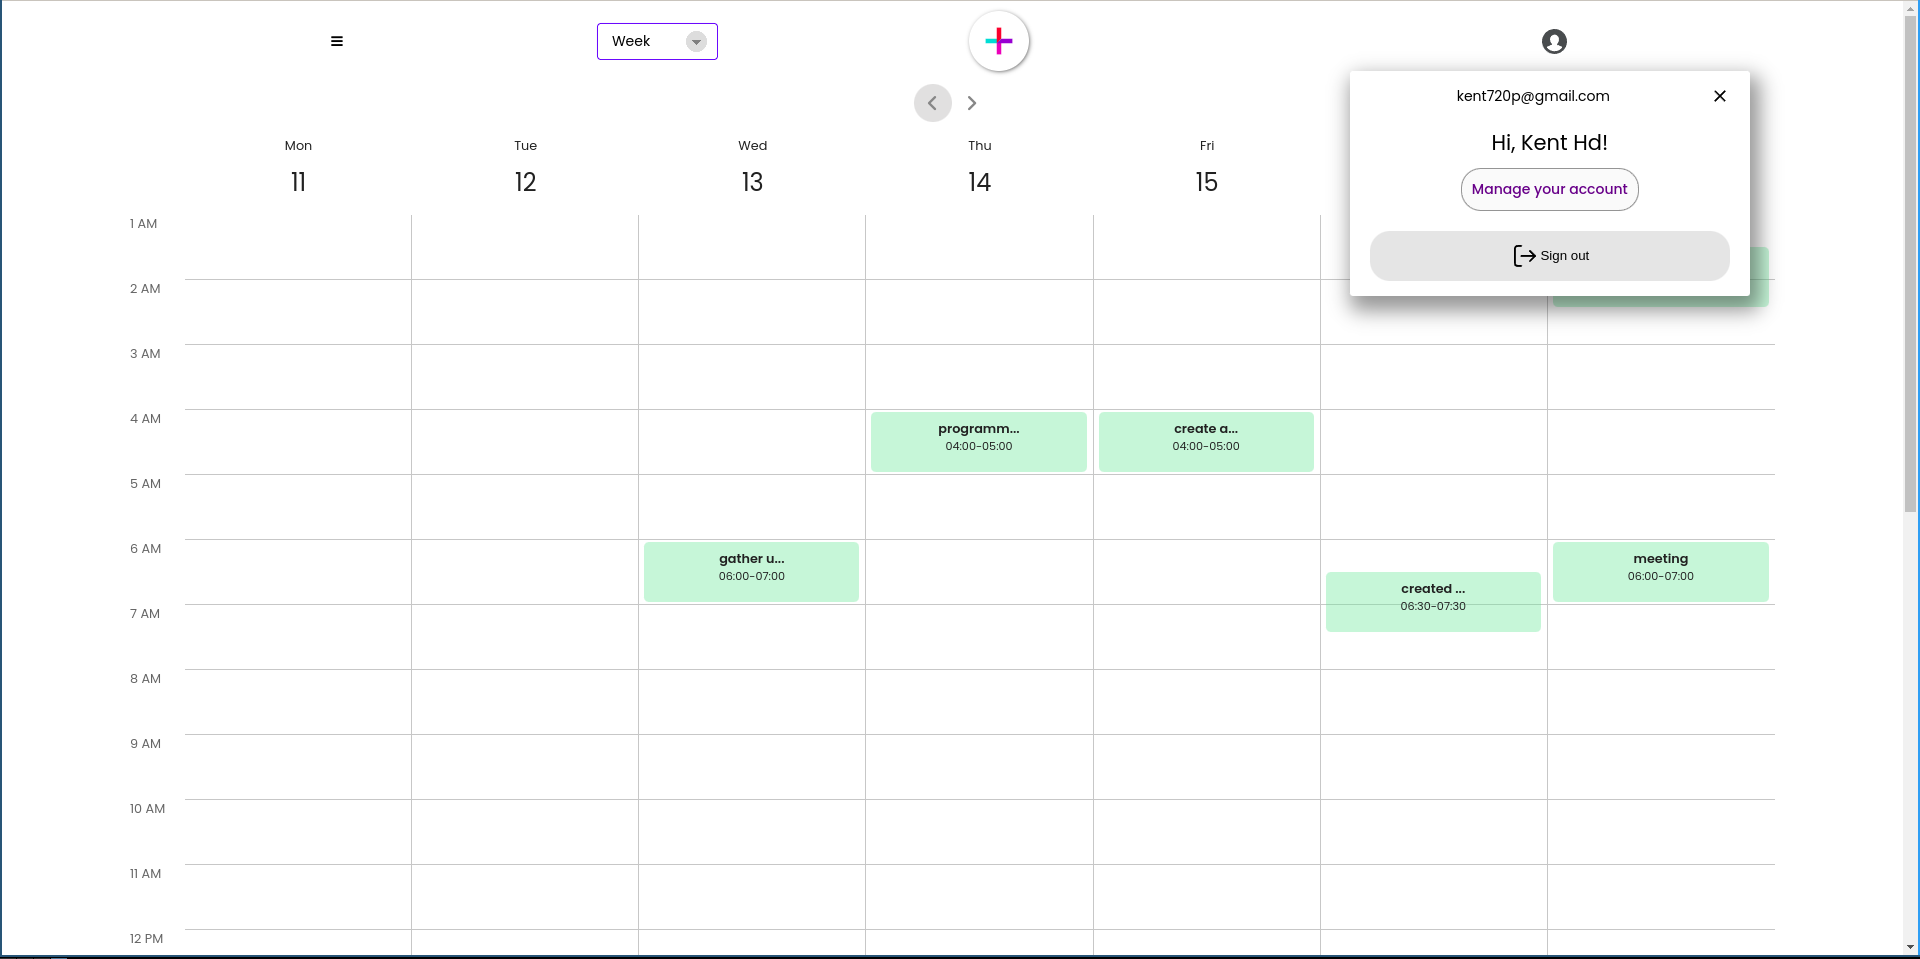 Week
kent720p@gmail.com
Hi, Kent Hd!
Manage your account
Sign out
Mon Tue Wed Thu Fri
11 12 13 14 15
1 AM
2 AM
3 AM
4 AM
programm... create a...
04:00-05:00 04:00-05:00
5 AM
6 AM
gather u... meeting
06:00-07:00 06:00-07:00
created ...
06:30-07:30
7 AM
8 AM
9 AM
10 AM
11 AM
12 PM